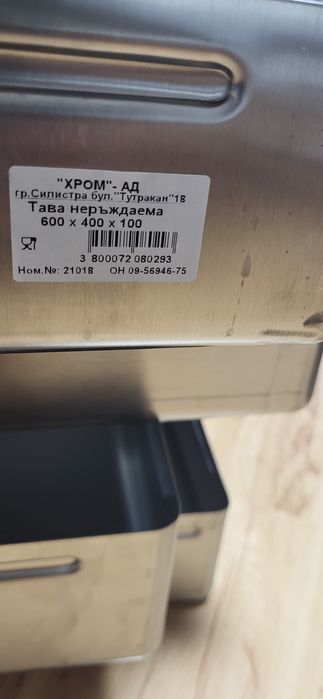 "ХРОМ"- АД
гр.Силистра бул."Тутракан"18
Тава неръждаема
600 x 400 x 100
3 800072 080293
Ном.№: 21018 ОН 09-56946-75